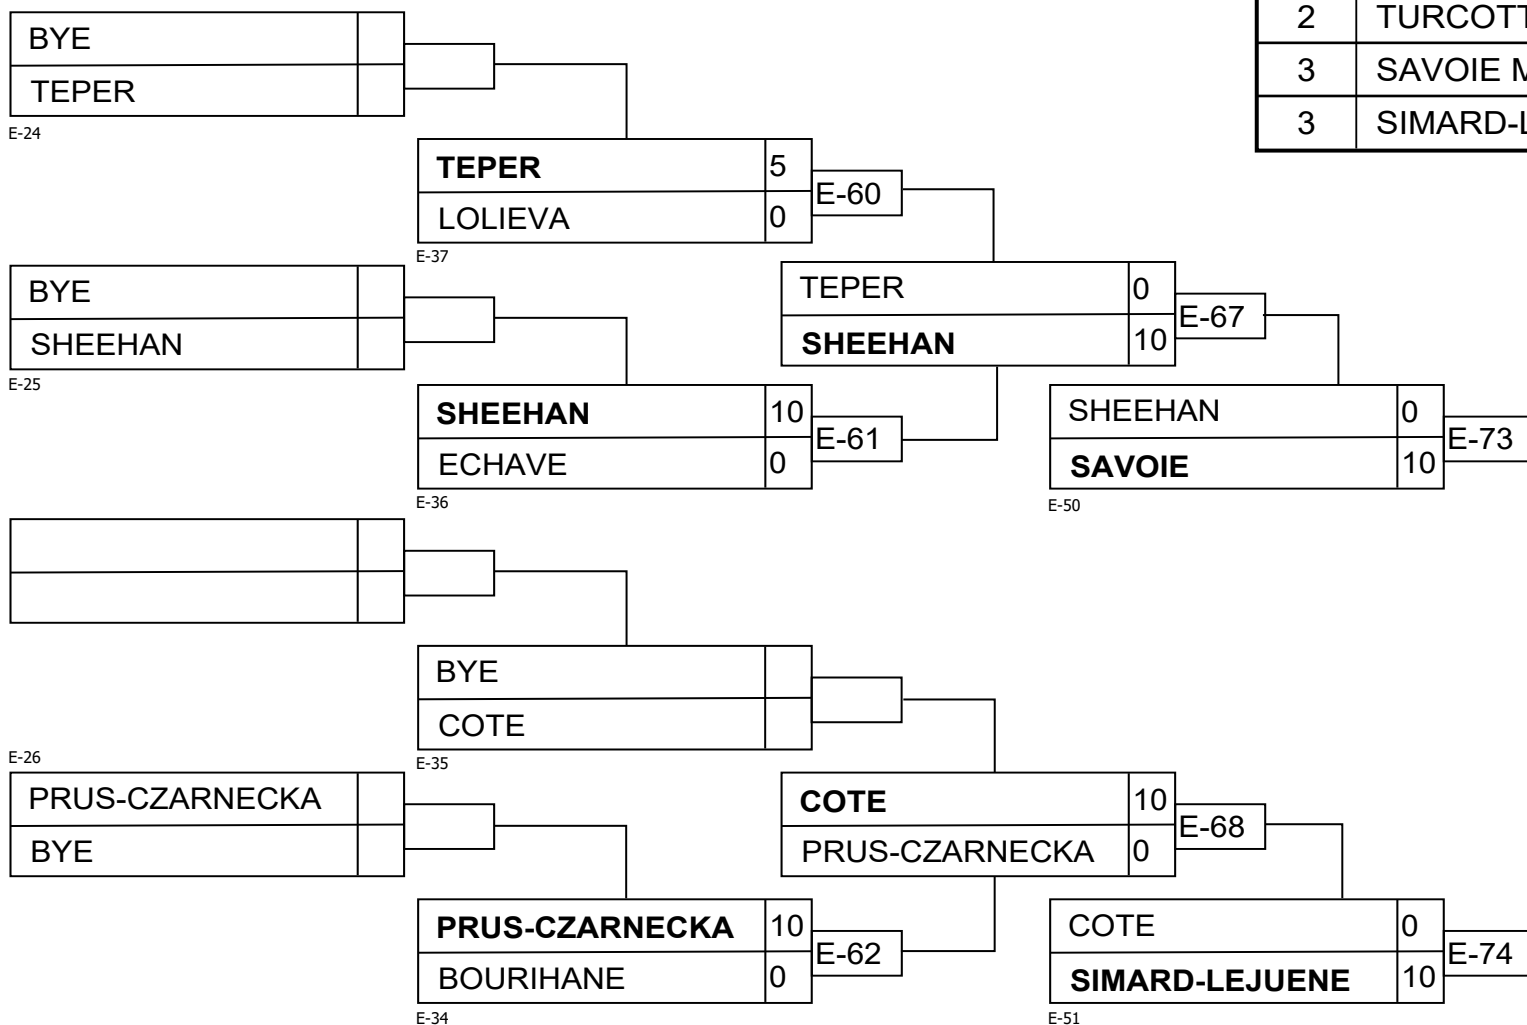 BYE
TEPER
E-24
2
TURCOTT
3
SAVOIE
3
SIMARD-L
TEPER 5
LOLIEVA 0
E-60
E-37
BYE
SHEEHAN
E-25
TEPER 0
SHEEHAN 10
E-67
SHEEHAN 10
ECHAVE 0
E-61
E-36
SHEEHAN 0
SAVOIE 10
E-73
E-50
BYE
COTE
E-35
E-26
PRUS-CZARNECKA
BYE
COTE 10
PRUS-CZARNECKA 0
E-68
PRUS-CZARNECKA 10
BOURIHANE 0
E-62
E-34
COTE 0
SIMARD-LEJUENE 10
E-74
E-51